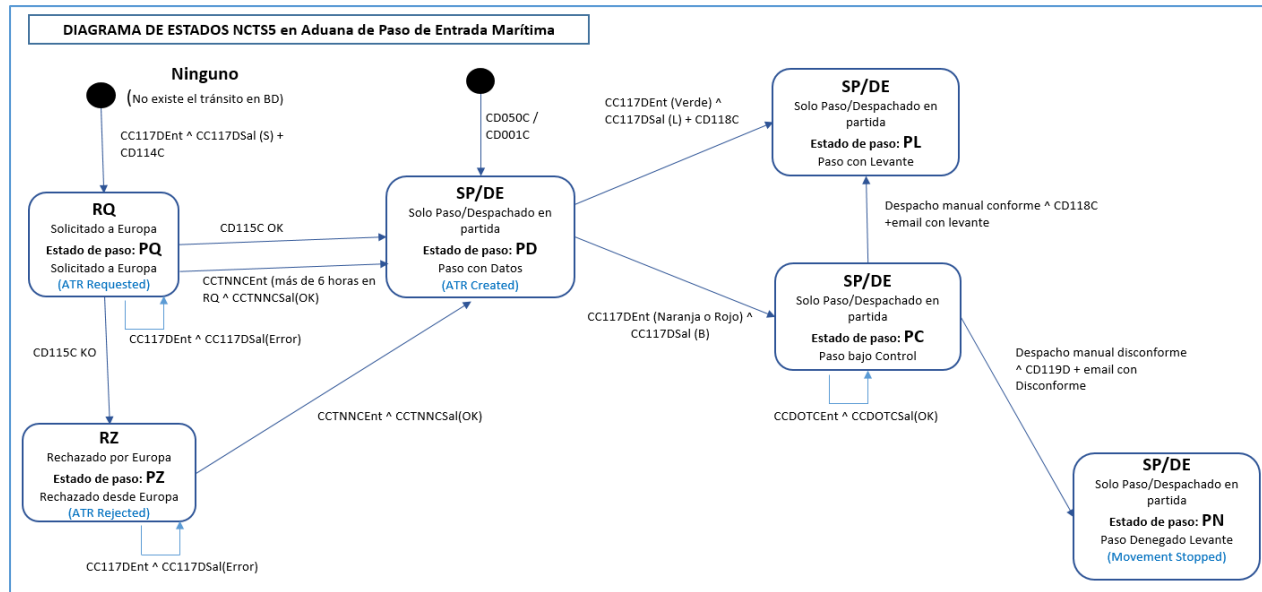 DIAGRAMA DE ESTADOS NCTS5 en Aduana de Paso de Entrada Marítima
Ninguno
(No existe el tránsito en BD)
CC117DEnt ^ CC117DSal (S) +
CD114C
CD050C /
CD001C
RQ
Solicitado a Europa
Estado de paso: PQ
Solicitado a Europa
(ATR Requested)
CC117DEnt ^ CC117DSal(Error)
CD115C OK
CCTNNCEnt (más de 6 horas en
RQ ^ CCTNNCSal(OK)
CD115C KO
RZ
Rechazado por Europa
Estado de paso: PZ
Rechazado desde Europa
(ATR Rejected)
CC117DEnt ^ CC117DSal(Error)
CCTNNCEnt ^ CCTNNCSal(OK)
SP/DE
Solo Paso/Despachado en
partida
Estado de paso: PD
Paso con Datos
(ATR Created)
CC117DEnt (Verde) ^
CC117DSal (L) + CD118C
CC117DEnt (Naranja o Rojo) ^
CC117DSal (B)
SP/DE
Solo Paso/Despachado en
partida
Estado de paso: PL
Paso con Levante
Despacho manual conforme ^ CD118C
+email con levante
SP/DE
Solo Paso/Despachado en
partida
Estado de paso: PC
Paso bajo Control
CCDOTCEnt ^ CCDOTCSal(OK)
Despacho manual disconforme
^ CD119D + email con
Disconforme
SP/DE
Solo Paso/Despachado en
partida
Estado de paso: PN
Paso Denegado Levante
(Movement Stopped)